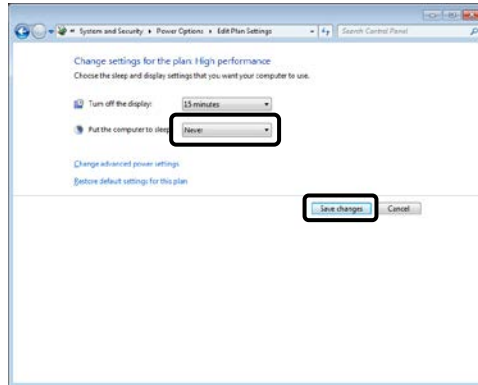 System and Security ▸ Power Options ▸ Edit Plan Settings
Search Control Panel
Change settings for the plan: High performance
Choose the sleep and display settings that you want your computer to use.
Turn off the display: 15 minutes
Put the computer to sleep Never
Change advanced power settings
Restore default settings for this plan
Save changes Cancel